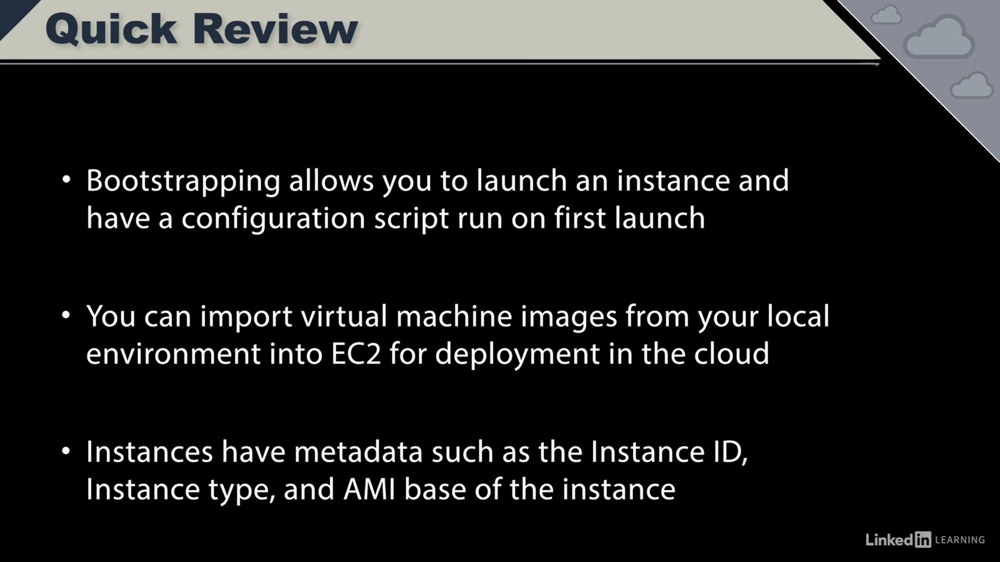 Quick Review
• Bootstrapping allows you to launch an instance and
have a configuration script run on first launch
• You can import virtual machine images from your local
environment into EC2 for deployment in the cloud
• Instances have metadata such as the Instance ID,
Instance type, and AMI base of the instance
Linked in LEARNING